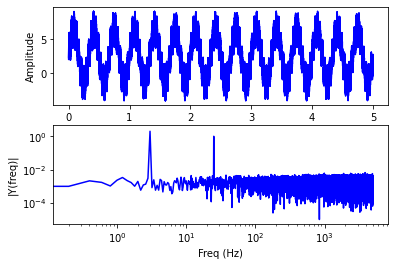 Amplitude
5
0
0 1 2 3 4 5
|Y(freq)|
10⁰
10⁻²
10⁻⁴
10⁰ 10¹ 10² 10³
Freq (Hz)